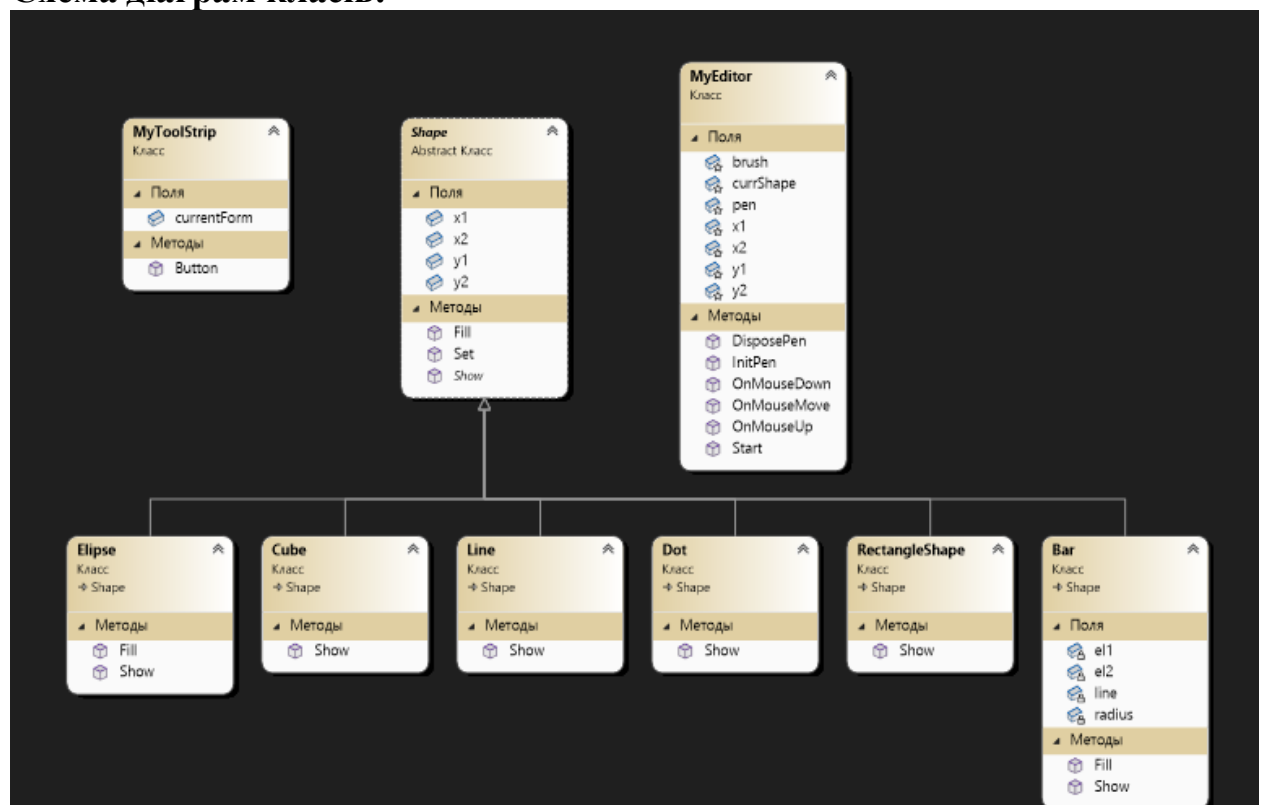 Схема діаграм класів:
MyToolStrip
Класс
Поля
currentForm
Методы
Button
Shape
Abstract Класс
Поля
x1
x2
y1
y2
Методы
Fill
Set
Show
MyEditor
Класс
Поля
brush
currShape
pen
x1
x2
y1
y2
Методы
DisposePen
InitPen
OnMouseDown
OnMouseMove
OnMouseUp
Start
Elipse
Класс
Shape
Методы
Fill
Show
Cube
Класс
Shape
Методы
Show
Line
Класс
Shape
Методы
Show
Dot
Класс
Shape
Методы
Show
RectangleShape
Класс
Shape
Методы
Show
Bar
Класс
Shape
Поля
el1
el2
line
radius
Методы
Fill
Show